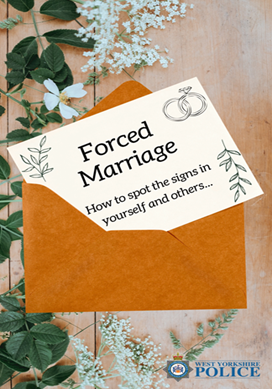 Forced
Marriage
How to spot the signs in
yourself and others...
WEST YORKSHIRE
POLICE